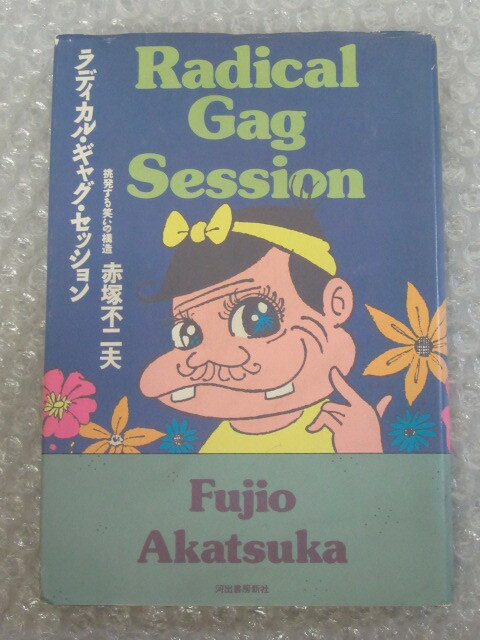 Radical
Gag
Session
ラディカル・ギャグ・セッション
挑発する笑いの構造
赤塚不二夫
Fujio
Akatsuka
河出書房新社